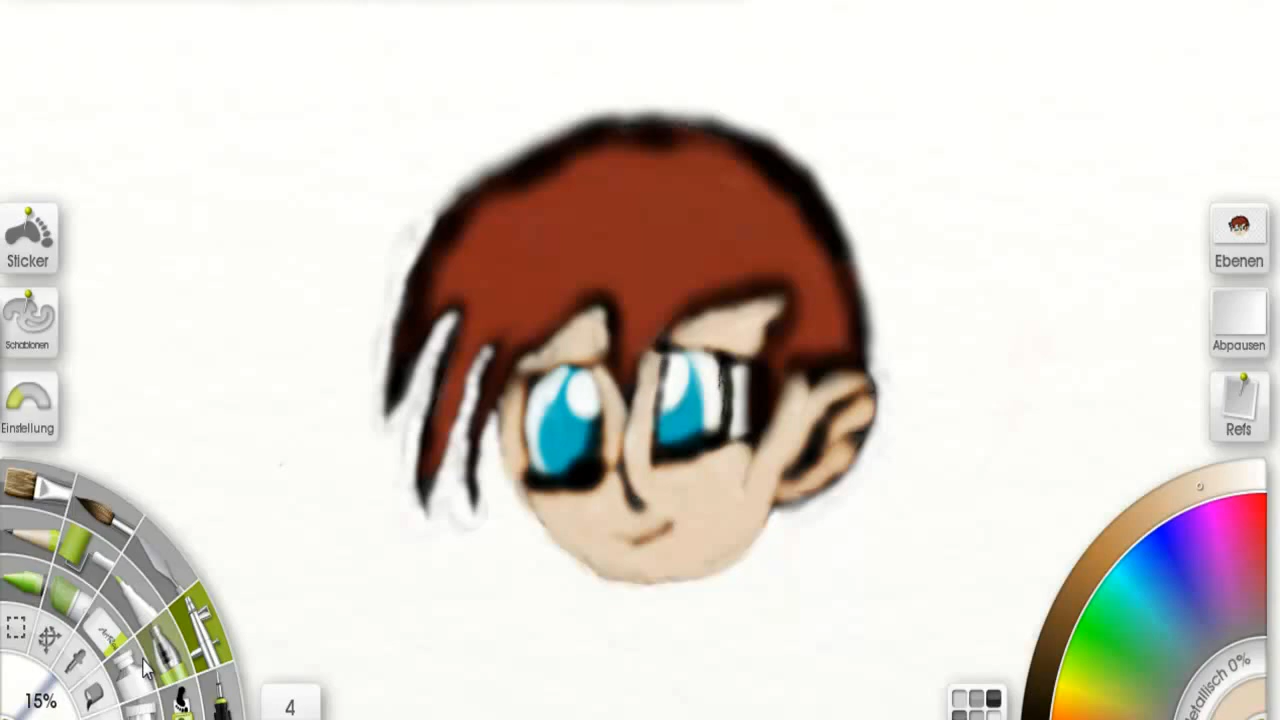 Sticker
Schablonen
Einstellung
15%
4
Ebenen
Abpausen
Refs
etallisch 0%